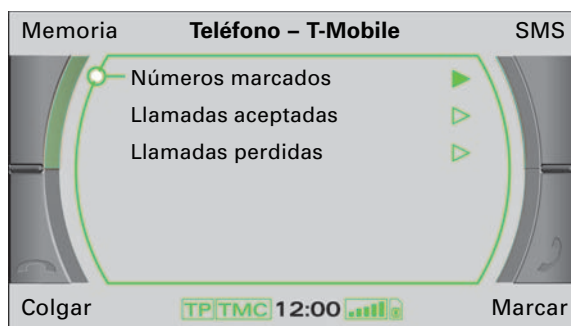 Memoria Teléfono – T-Mobile SMS
Números marcados
Llamadas aceptadas
Llamadas perdidas
Colgar TP TMC 12:00 Marcar